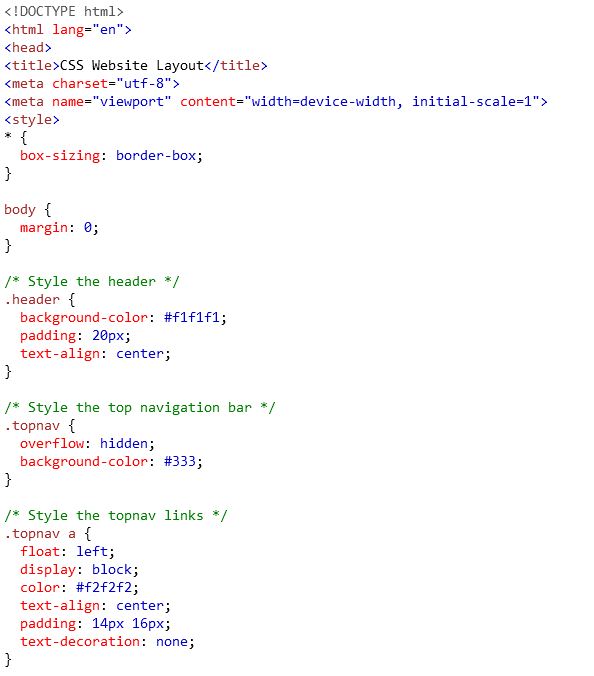 <!DOCTYPE html>
<html lang="en">
<head>
<title>CSS Website Layout</title>
<meta charset="utf-8">
<meta name="viewport" content="width=device-width, initial-scale=1">
<style>
* {
  box-sizing: border-box;
}

body {
  margin: 0;
}

/* Style the header */
.header {
  background-color: #f1f1f1;
  padding: 20px;
  text-align: center;
}

/* Style the top navigation bar */
.topnav {
  overflow: hidden;
  background-color: #333;
}

/* Style the topnav links */
.topnav a {
  float: left;
  display: block;
  color: #f2f2f2;
  text-align: center;
  padding: 14px 16px;
  text-decoration: none;
}